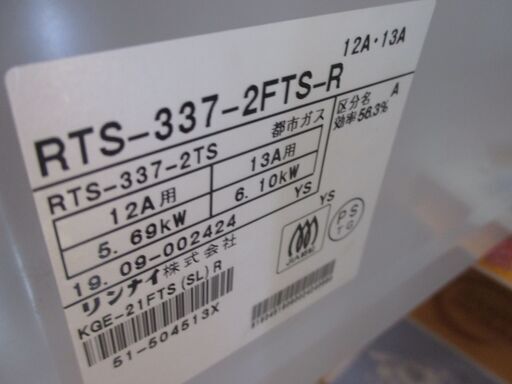 12A・13A
RTS-337-2FTS-R
RTS-337-2TS
都市ガス
区分名 A
効率56.3%
12A用
13A用
5.69kW
6.10kW
19.09-002424
YS
YS
リンナイ株式会社
PS
TG
KGE-21FTS(SL)R
51-504513X